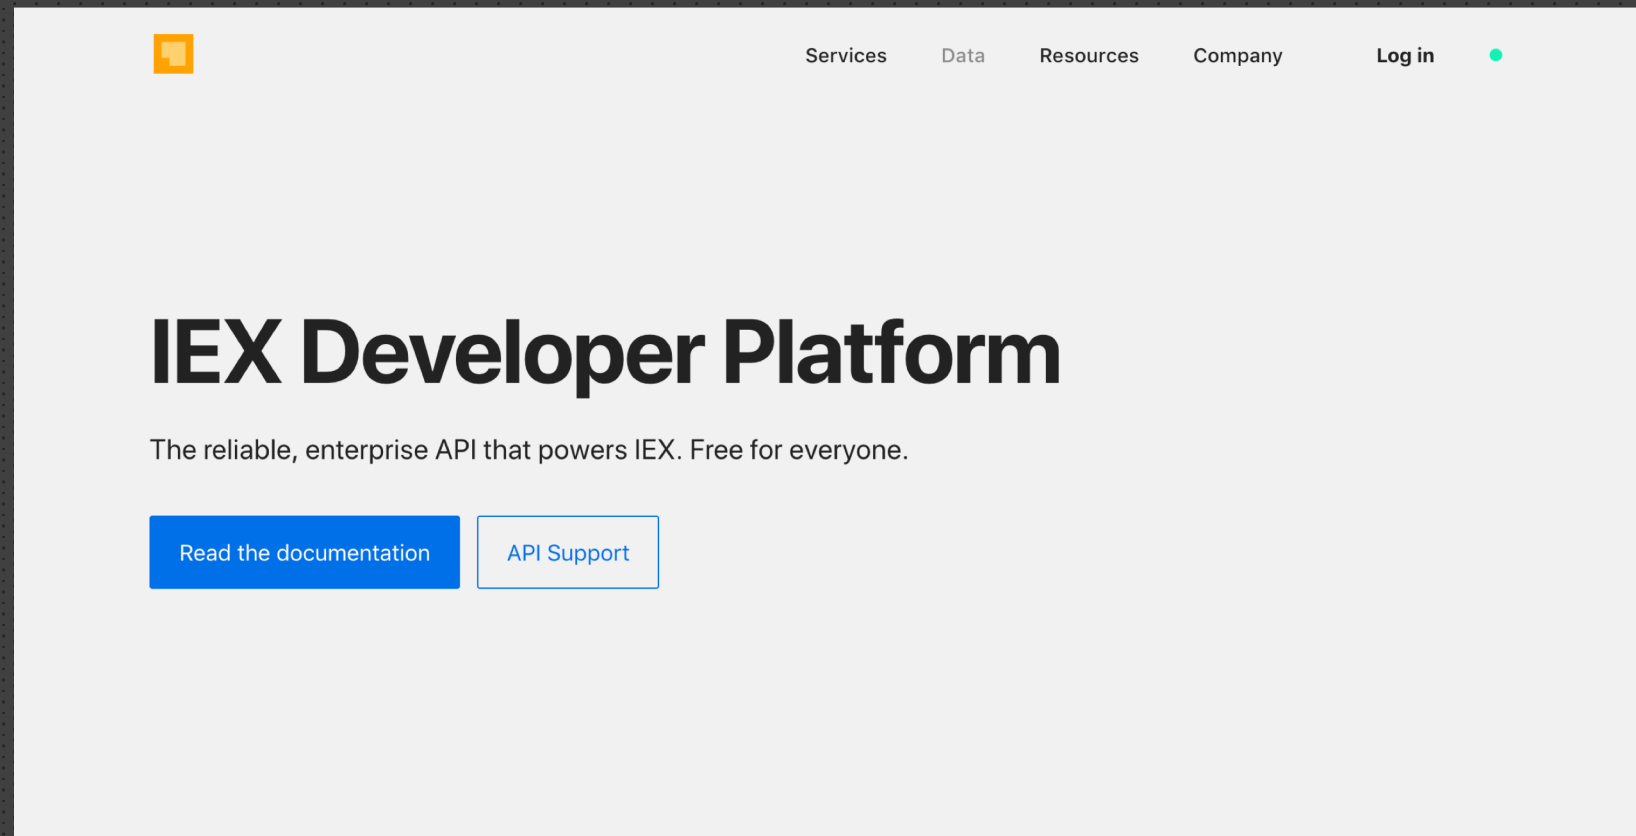 Services Data Resources Company Log in
IEX Developer Platform
The reliable, enterprise API that powers IEX. Free for everyone.
Read the documentation API Support